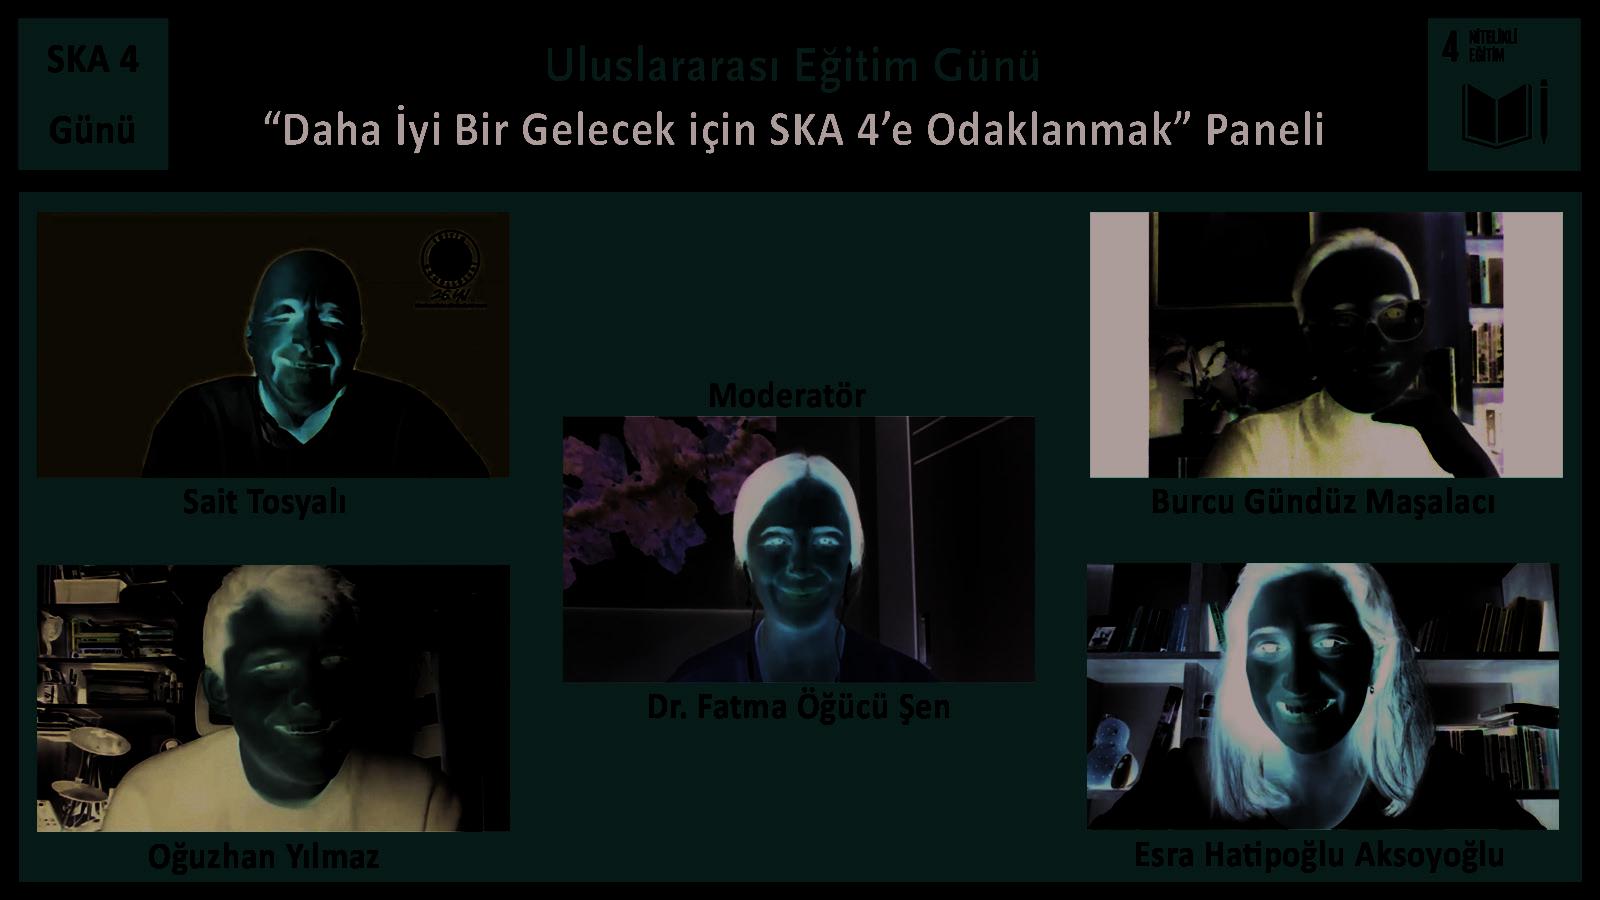 SKA 4
Günü
Uluslararası Eğitim Günü
“Daha İyi Bir Gelecek için SKA 4’e Odaklanmak” Paneli
4 NİTELİKLİ
EĞİTİM
Sait Tosyalı
Moderatör
Burcu Gündüz Maşalacı
Dr. Fatma Öğücü Şen
Oğuzhan Yılmaz
Esra Hatipoğlu Aksoyoğlu